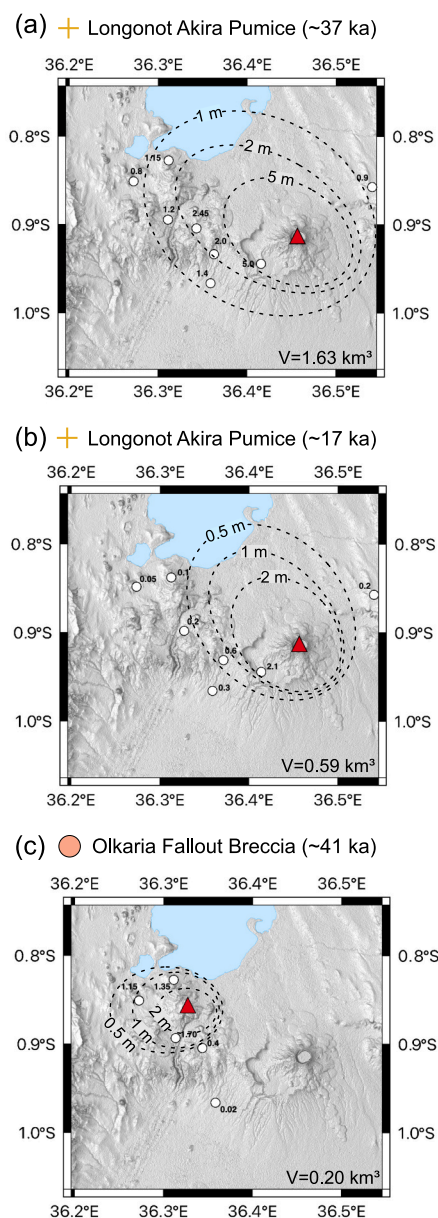 (a) Longonot Akira Pumice (~37 ka)
36.2°E 36.3°E 36.4°E 36.5°E
0.8°S 0.8°S
0.9°S 0.9°S
1.0°S 1.0°S
1 m
2 m
5 m
1.15
0.8
0.9
1.2
2.45
2.0
5.0
1.4
V=1.63 km³
36.2°E 36.3°E 36.4°E 36.5°E
(b) Longonot Akira Pumice (~17 ka)
36.2°E 36.3°E 36.4°E 36.5°E
0.8°S 0.8°S
0.9°S 0.9°S
1.0°S 1.0°S
0.5 m
1 m
2 m
0.1
0.05
0.2
0.2
0.6
2.1
0.3
V=0.59 km³
36.2°E 36.3°E 36.4°E 36.5°E
(c) Olkaria Fallout Breccia (~41 ka)
36.2°E 36.3°E 36.4°E 36.5°E
0.8°S 0.8°S
0.9°S 0.9°S
1.0°S 1.0°S
1.15
1.35
2 m
1 m
0.5 m
1.70
0.4
0.02
V=0.20 km³
36.2°E 36.3°E 36.4°E 36.5°E